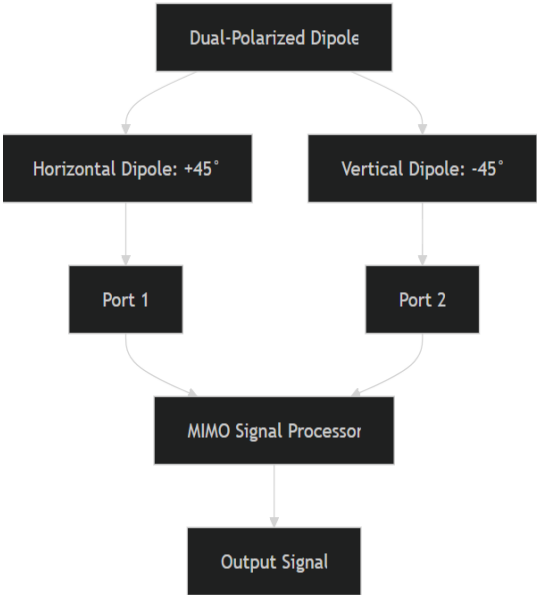 Dual-Polarized Dipole
Horizontal Dipole: +45°
Vertical Dipole: -45°
Port 1
Port 2
MIMO Signal Processor
Output Signal